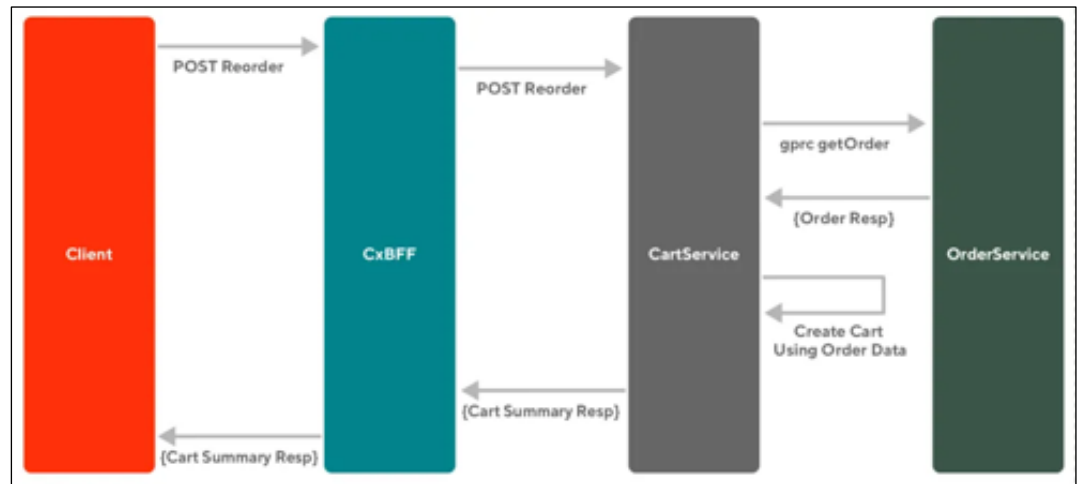 POST Reorder
POST Reorder
gprc getOrder
{Order Resp}
Client
CxBFF
CartService
OrderService
Create Cart
Using Order Data
{Cart Summary Resp}
{Cart Summary Resp}